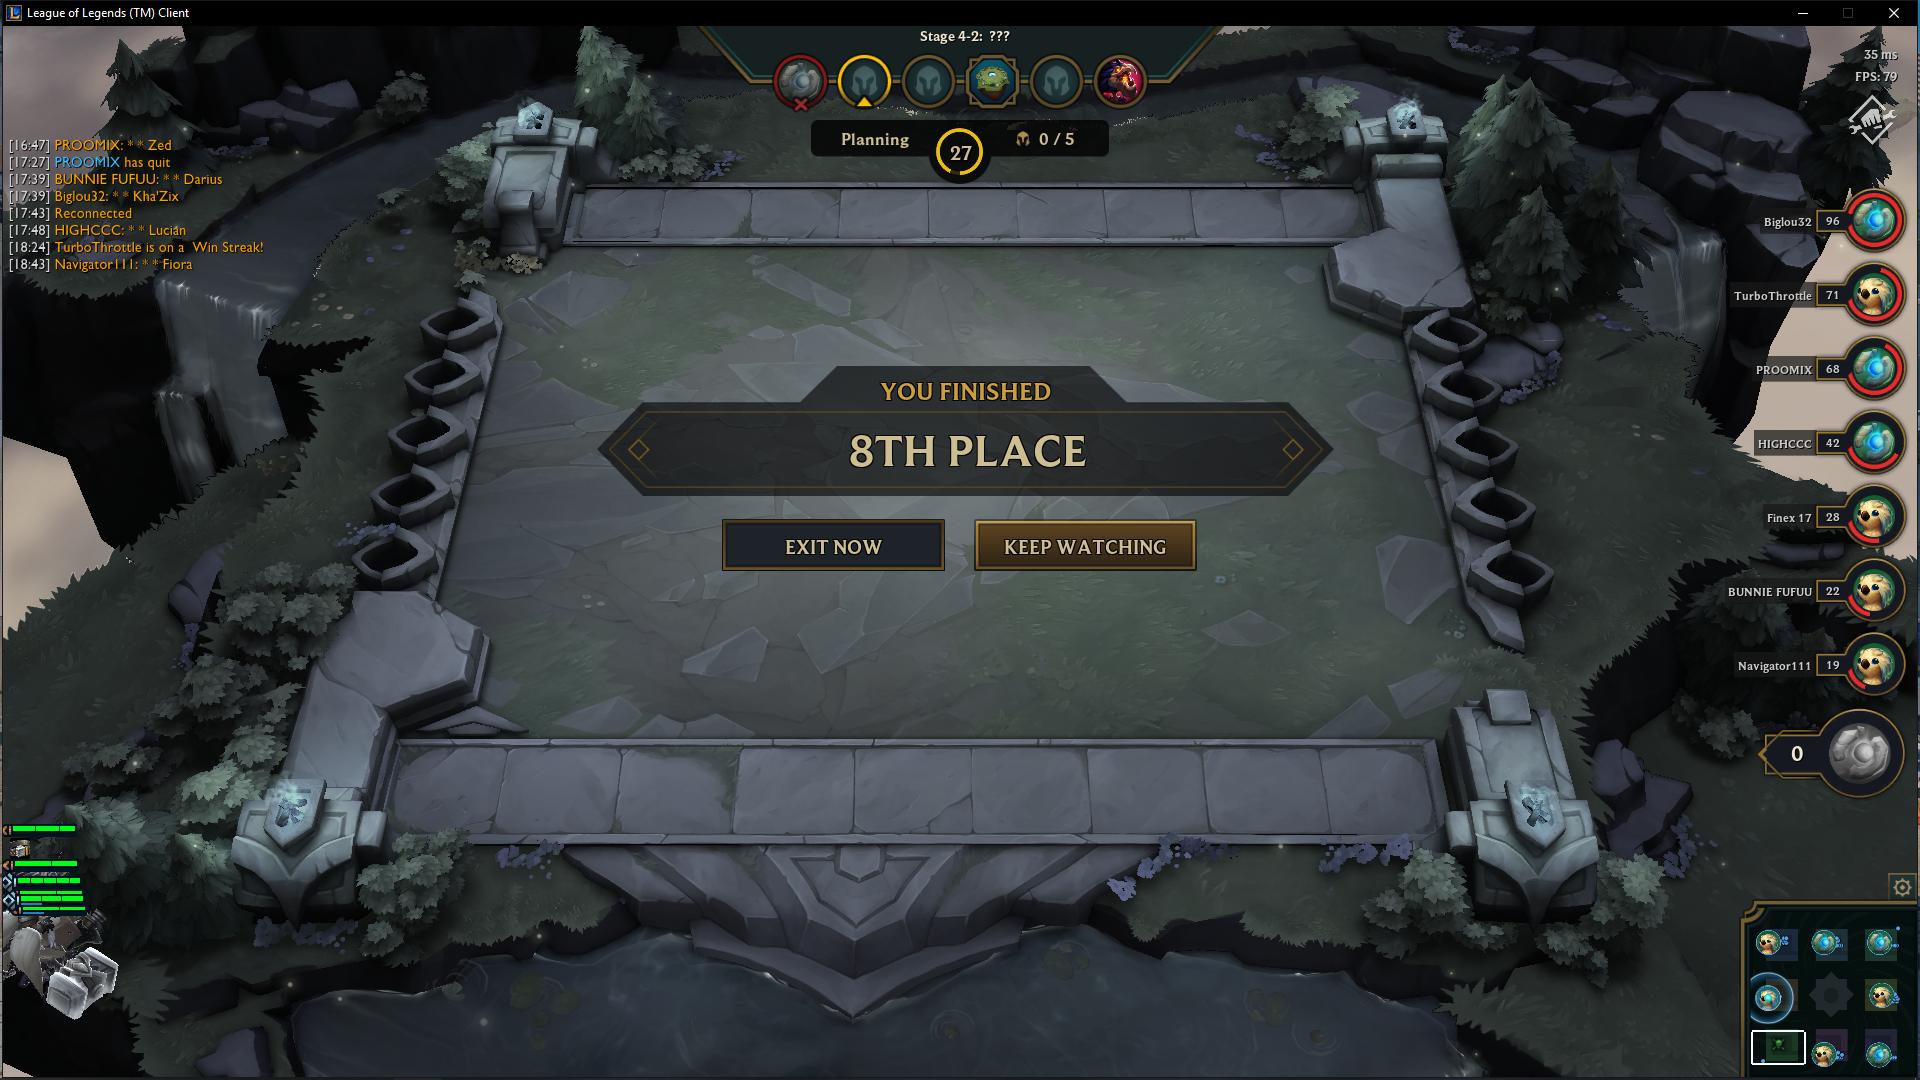 League of Legends (TM) Client
Stage 4-2: ???
35 ms
FPS: 79
Planning
27
0 / 5
[16:47] PROOMIX: * * Zed
[17:27] PROOMIX has quit
[17:39] BUNNIE FUFUU: * * Darius
[17:39] Biglou32: * * Kha'Zix
[17:43] Reconnected
[17:48] HIGHCCC: * * Lucian
[18:24] TurboThrottle is on a Win Streak!
[18:43] Navigator111: * * Fiora
Biglou32 96
TurboThrottle 71
PROOMIX 68
HIGHCCC 42
Finex 17 28
BUNNIE FUFUU 22
Navigator111 19
0
YOU FINISHED
8TH PLACE
EXIT NOW
KEEP WATCHING